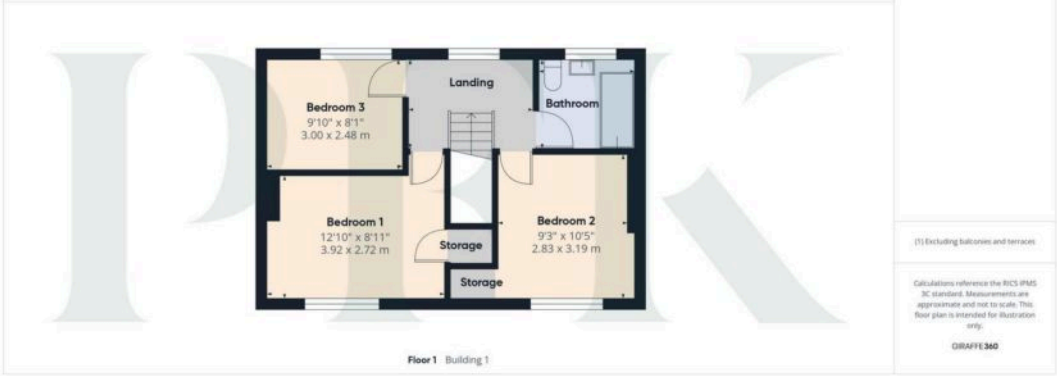 PFK
Landing
Bedroom 3
9'10" x 8'1"
3.00 x 2.48 m
Bathroom
Bedroom 1
12'10" x 8'11"
3.92 x 2.72 m
Bedroom 2
9'3" x 10'5"
2.83 x 3.19 m
Storage
Storage
Floor 1 Building 1
(1) Excluding balconies and terraces
Calculations reference the RICS IPMS
3C standard. Measurements are
approximate and not to scale. This
floor plan is intended for illustration
only.
GIRAFFE360